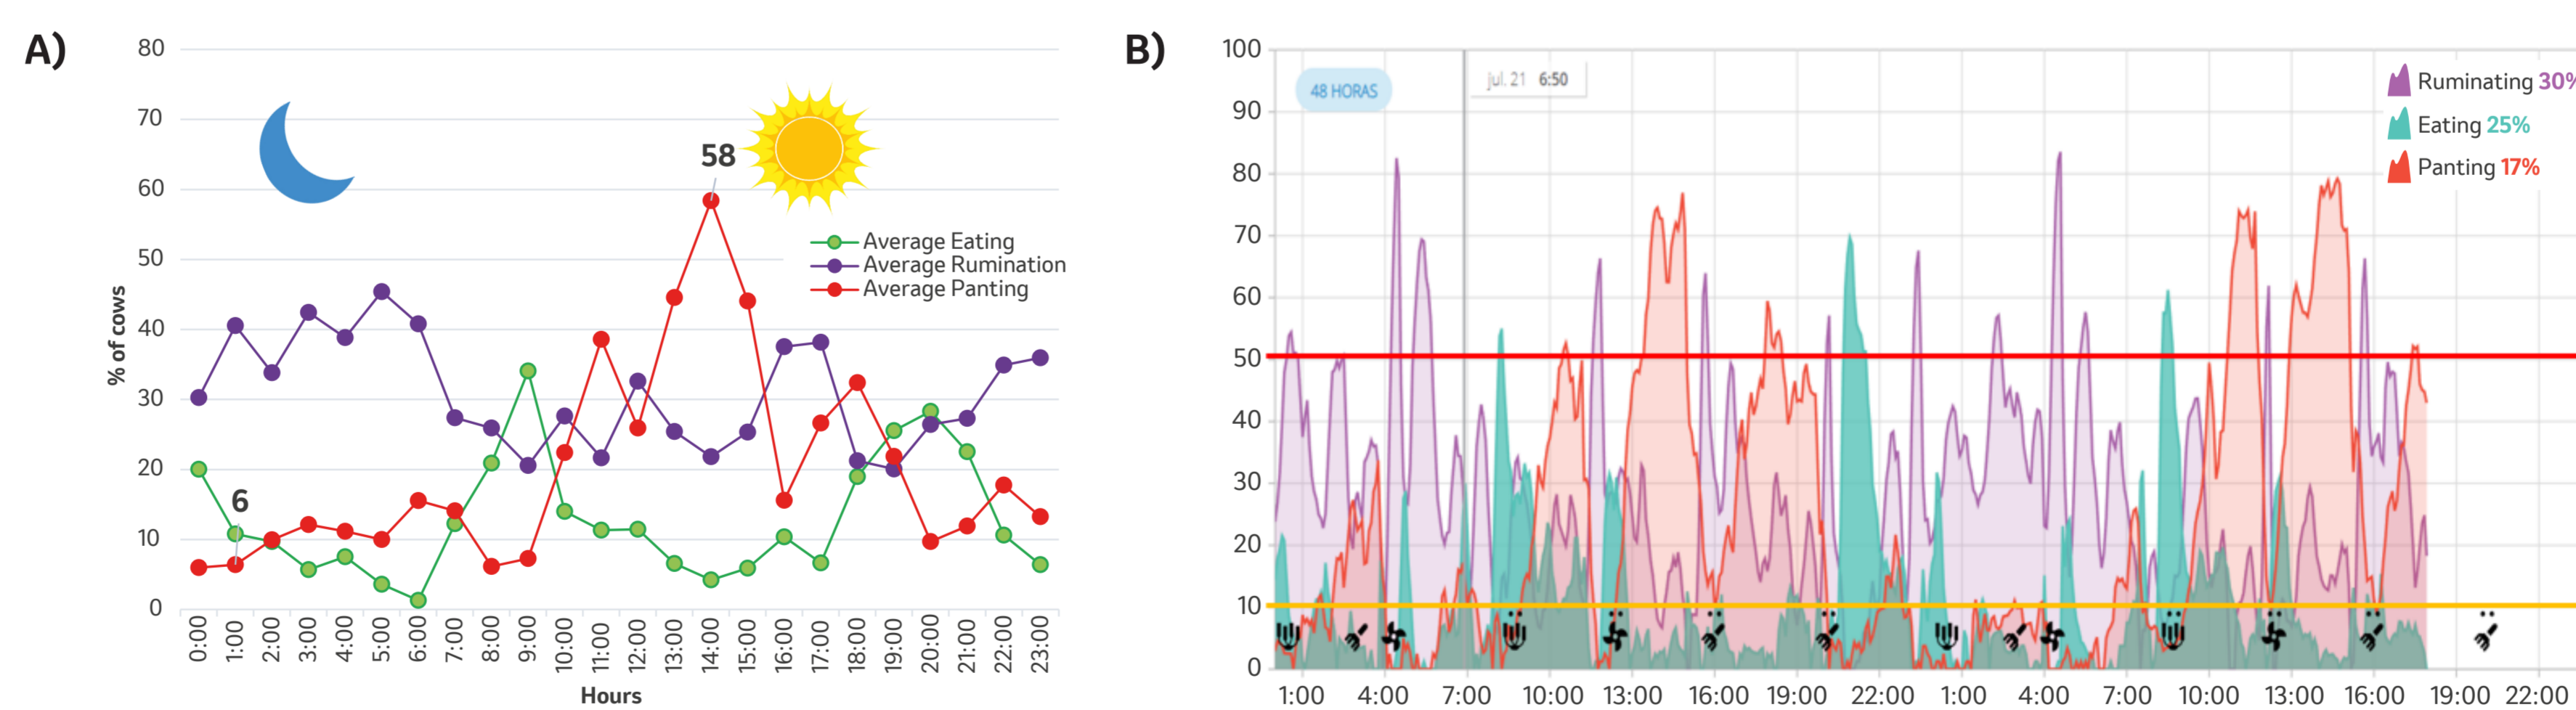 A)
80
70
60
50
40
30
20
10
0
% of cows
58
6
Average Eating
Average Rumination
Average Panting
0:00 1:00 2:00 3:00 4:00 5:00 6:00 7:00 8:00 9:00 10:00 11:00 12:00 13:00 14:00 15:00 16:00 17:00 18:00 19:00 20:00 21:00 22:00 23:00
Hours
B)
100
90
80
70
60
50
40
30
20
10
0
48 HORAS
jul. 21 6:50
Ruminating 30%
Eating 25%
Panting 17%
1:00 4:00 7:00 10:00 13:00 16:00 19:00 22:00 1:00 4:00 7:00 10:00 13:00 16:00 19:00 22:00